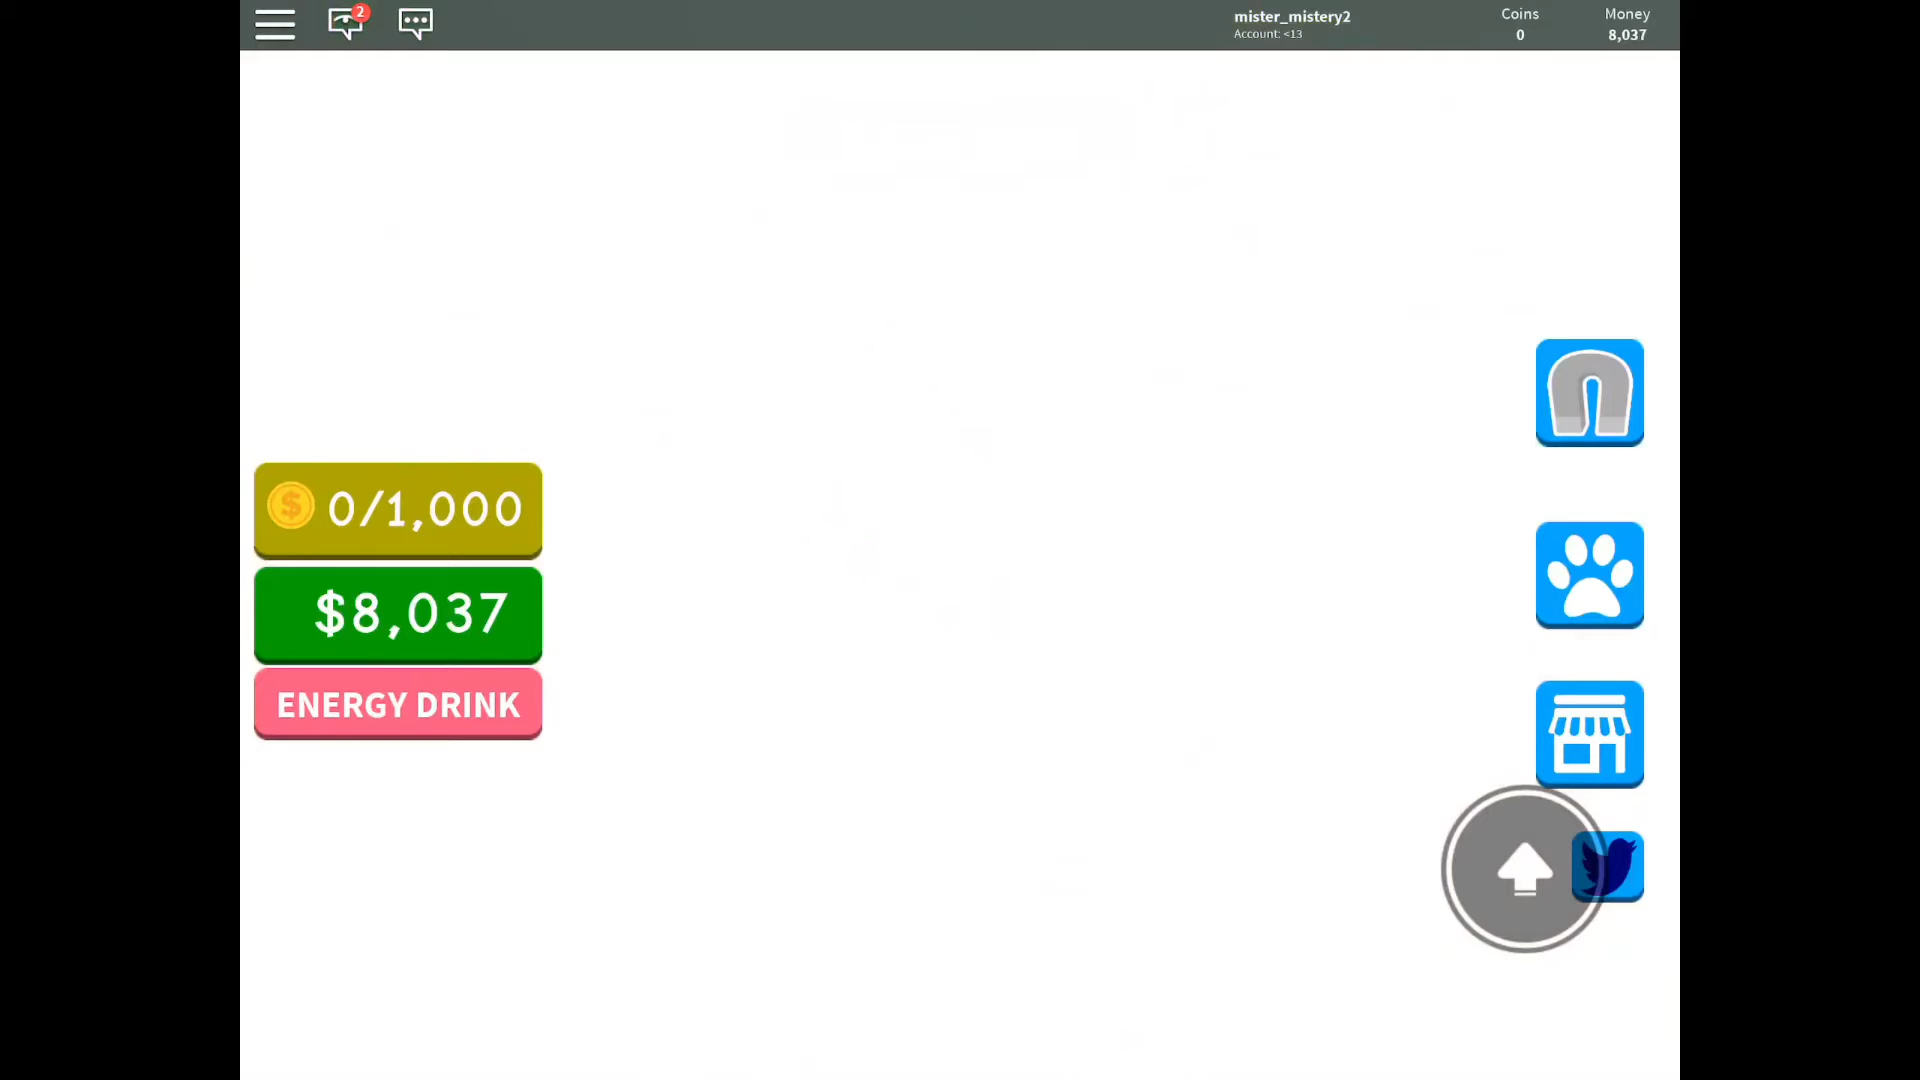 2
mister_mistery2
Account: <13
Coins
0
Money
8,037
$ 0/1,000
$8,037
ENERGY DRINK